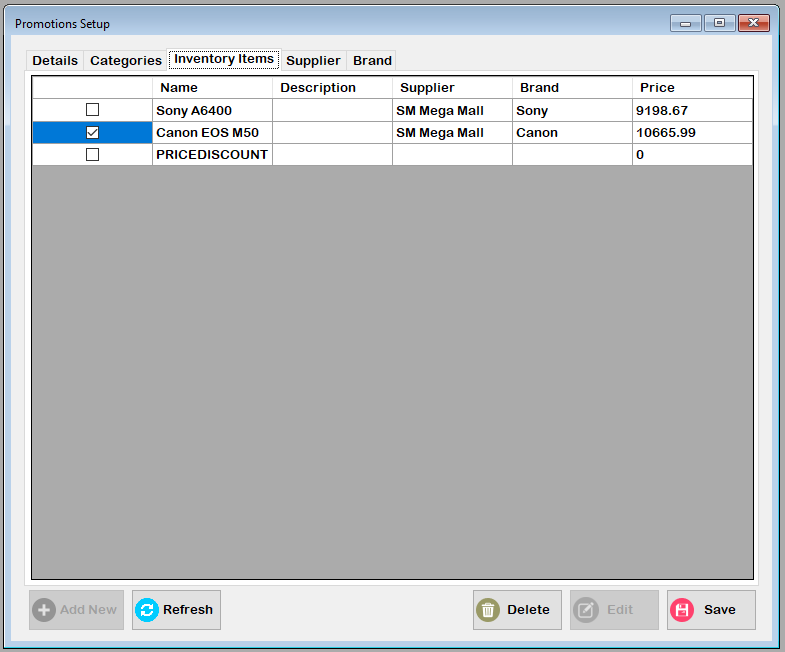 Promotions Setup
Details Categories Inventory Items Supplier Brand
Name Description Supplier Brand Price
Sony A6400 SM Mega Mall Sony 9198.67
Canon EOS M50 SM Mega Mall Canon 10665.99
PRICEDISCOUNT 0
Add New Refresh Delete Edit Save